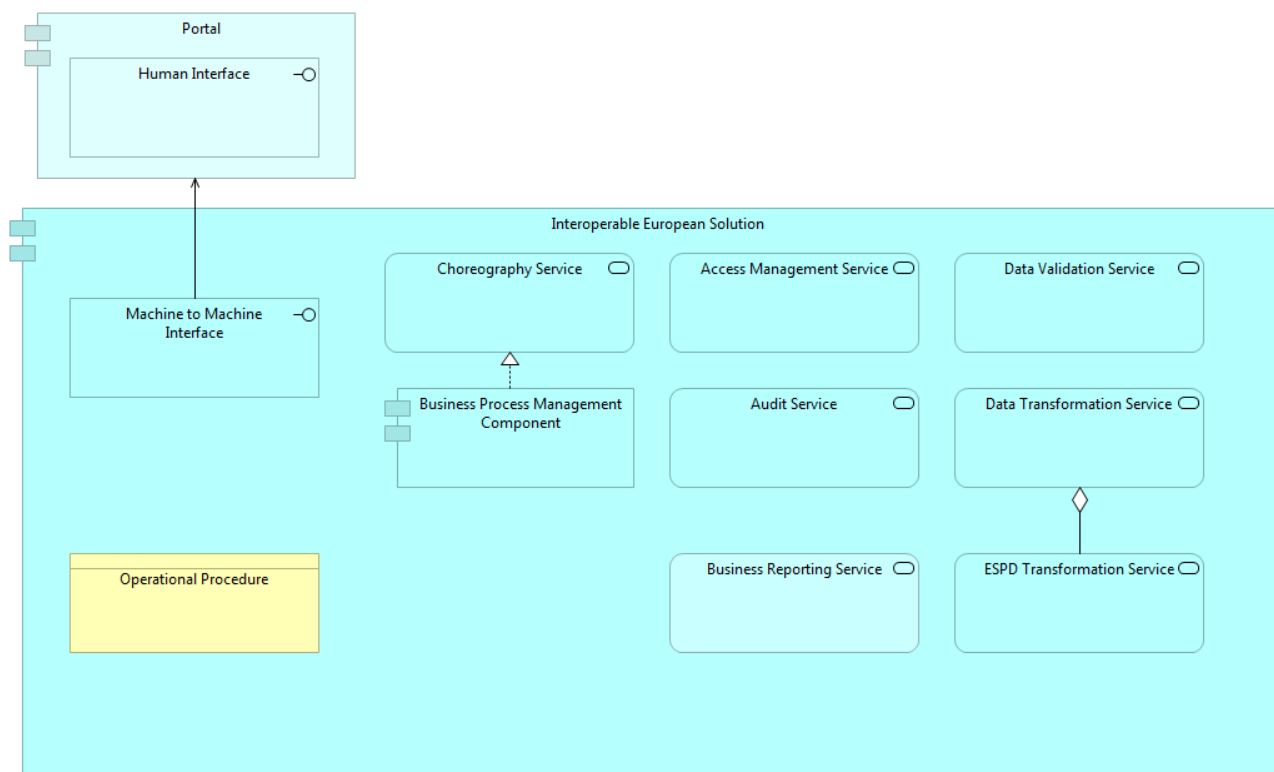 Portal
Human Interface
Interoperable European Solution
Choreography Service
Access Management Service
Data Validation Service
Machine to Machine
Interface
Business Process Management
Component
Audit Service
Data Transformation Service
Operational Procedure
Business Reporting Service
ESPD Transformation Service